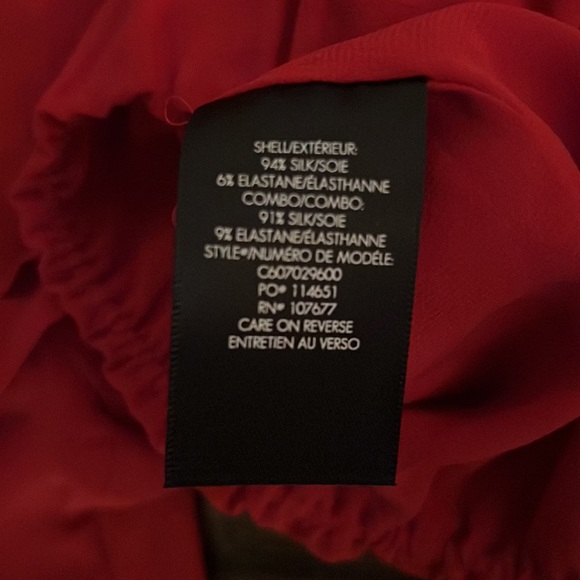 SHELL/EXTÉRIEUR:
94% SILK/SOIE
6% ELASTANE/ÉLASTHANNE
COMBO/COMBO:
91% SILK/SOIE
9% ELASTANE/ÉLASTHANNE
STYLE#/NUMÉRO DE MODÉLE:
C607029600
PO# 114651
RN# 107677
CARE ON REVERSE
ENTRETIEN AU VERSO